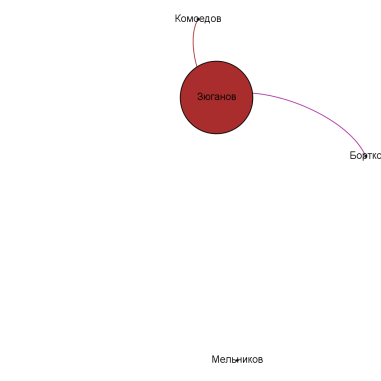 Комоедов
Зюганов
Бортко
Мельников